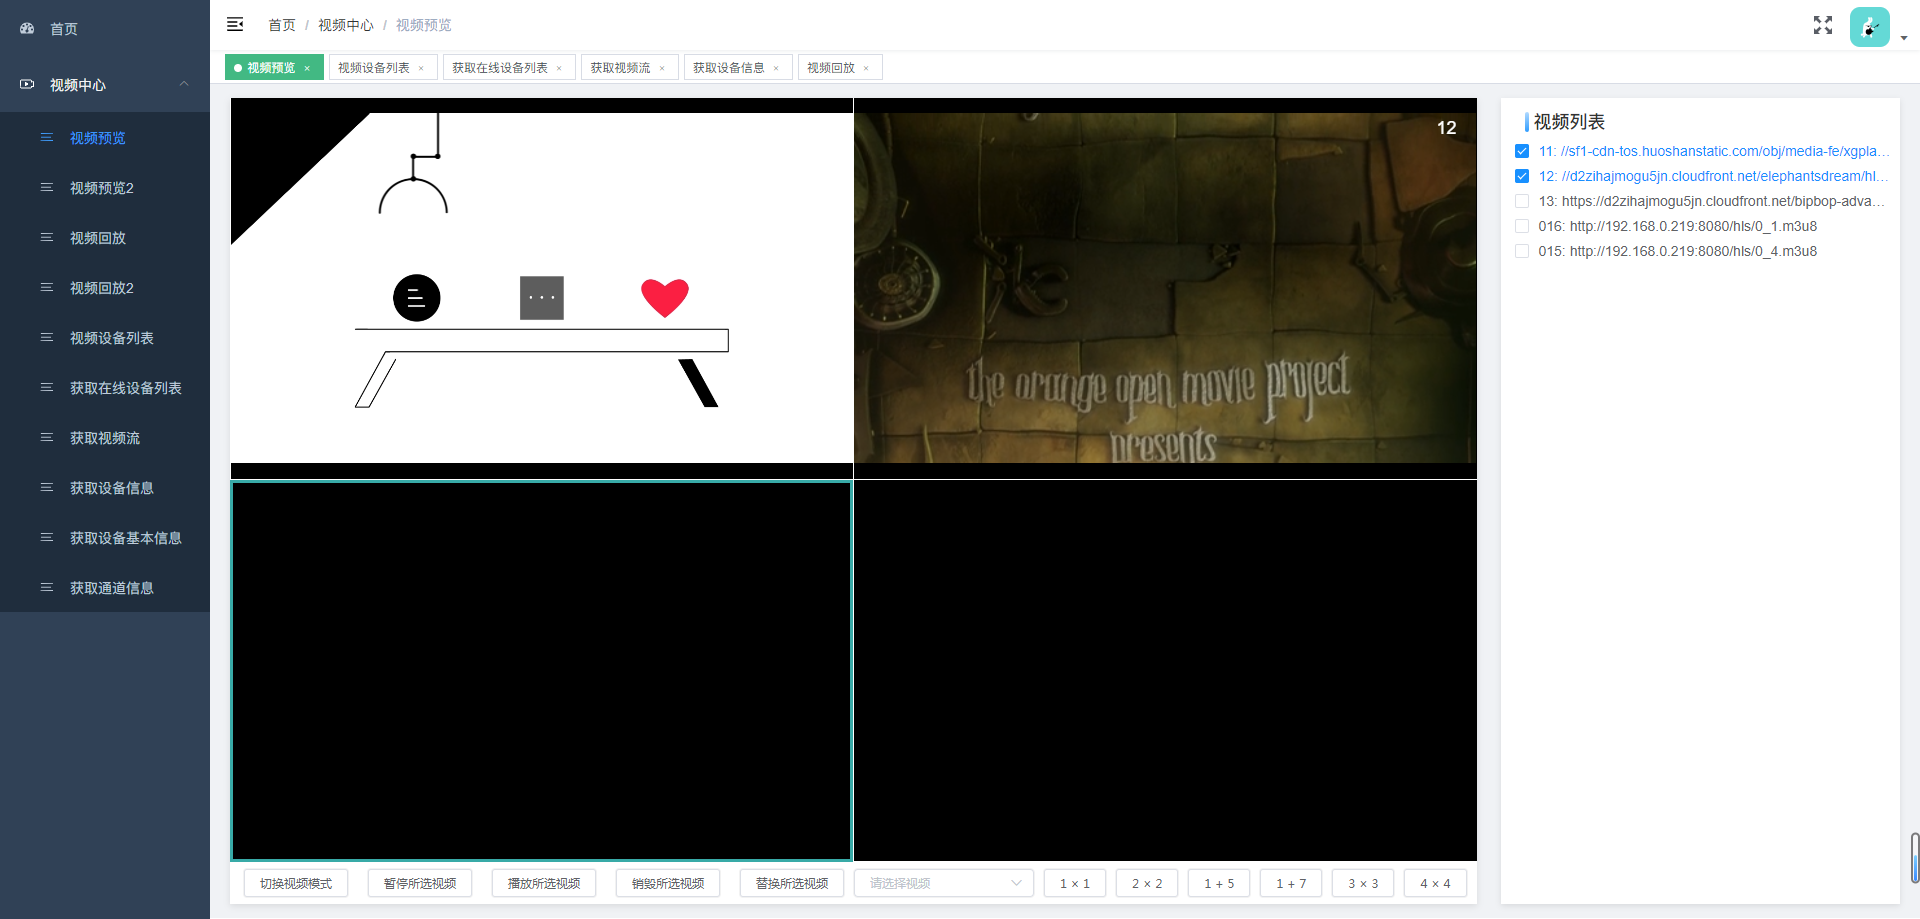 首页
视频中心
视频预览
视频预览2
视频回放
视频回放2
视频设备列表
获取在线设备列表
获取视频流
获取设备信息
获取设备基本信息
获取通道信息
首页 / 视频中心 / 视频预览
视频预览 × 视频设备列表 × 获取在线设备列表 × 获取视频流 × 获取设备信息 × 视频回放 ×
12
the orange open movie project
presents
切换视频模式 暂停所选视频 播放所选视频 销毁所选视频 替换所选视频 请选择视频 1 × 1 2 × 2 1 + 5 1 + 7 3 × 3 4 × 4
视频列表
11: //sf1-cdn-tos.huoshanstatic.com/obj/media-fe/xgpla...
12: //d2zihajmogu5jn.cloudfront.net/elephantsdream/hl...
13: https://d2zihajmogu5jn.cloudfront.net/bipbop-adva...
016: http://192.168.0.219:8080/hls/0_1.m3u8
015: http://192.168.0.219:8080/hls/0_4.m3u8